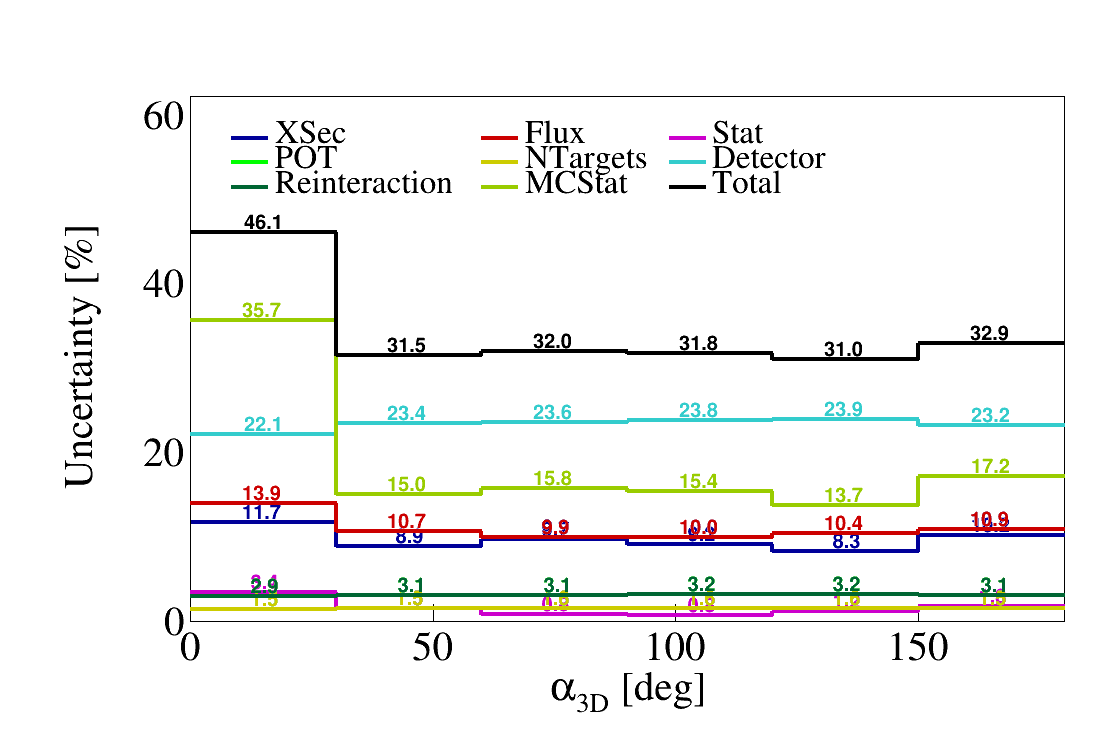 60
XSec Flux Stat
POT NTargets Detector
Reinteraction MCStat Total
46.1
40
35.7
31.5 32.0 31.8 31.0 32.9
22.1 23.4 23.6 23.8 23.9 23.2
20
15.0 15.8 15.4 13.7 17.2
13.9 10.7 9.9 10.0 10.4 10.9
11.7 8.9 8.3
2.9 3.1 3.1 3.2 3.2 3.1
0
0 50 100 150
Uncertainty [%]
α3D [deg]